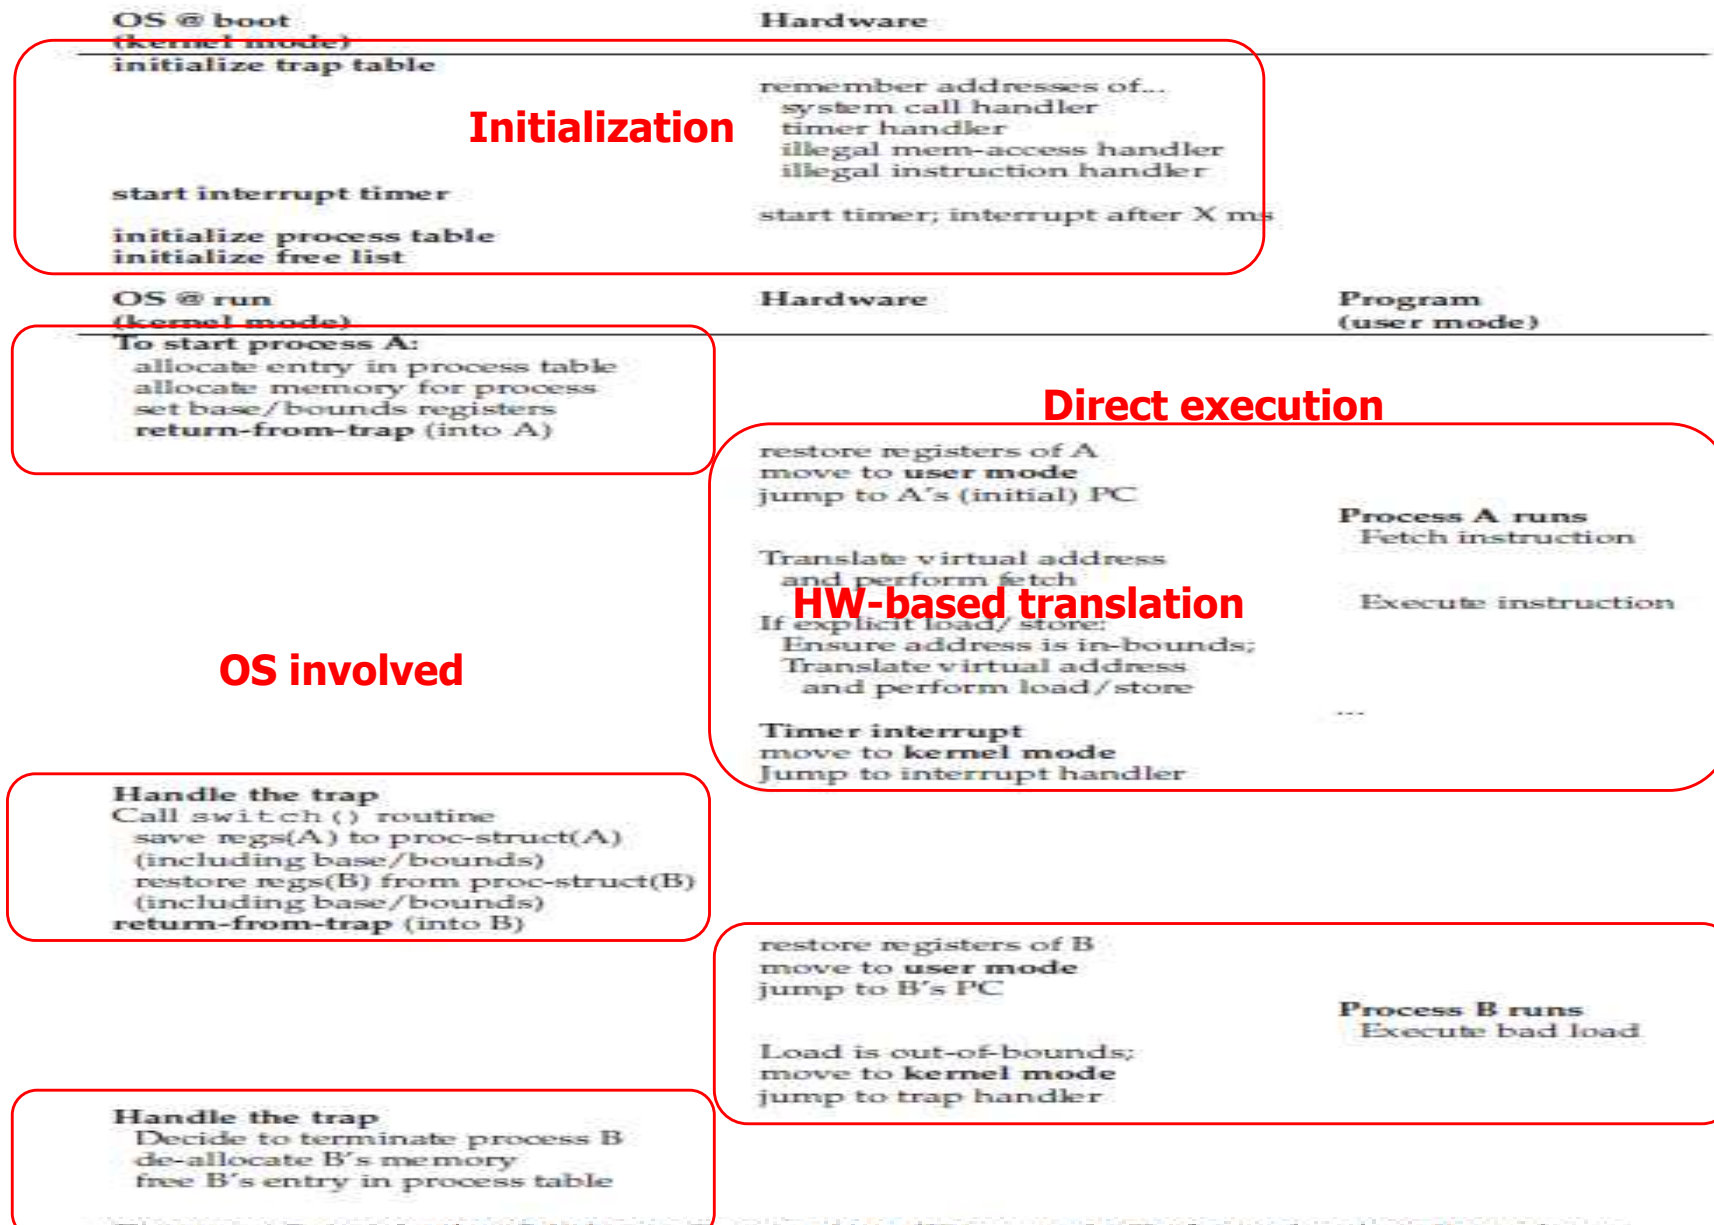 OS @ boot
(kernel mode)
Hardware
initialize trap table
remember addresses of...
system call handler
timer handler
illegal mem-access handler
illegal instruction handler
Initialization
start interrupt timer
start timer; interrupt after X ms
initialize process table
initialize free list
OS @ run
(kernel mode)
Hardware
Program
(user mode)
To start process A:
allocate entry in process table
allocate memory for process
set base/bounds registers
return-from-trap (into A)
Direct execution
restore registers of A
move to user mode
jump to A's (initial) PC
Process A runs
Fetch instruction
Translate virtual address
and perform fetch
HW-based translation
Execute instruction
If explicit load/store:
Ensure address is in-bounds;
Translate virtual address
and perform load/store
OS involved
...
Timer interrupt
move to kernel mode
Jump to interrupt handler
Handle the trap
Call switch() routine
save regs(A) to proc-struct(A)
(including base/bounds)
restore regs(B) from proc-struct(B)
(including base/bounds)
return-from-trap (into B)
restore registers of B
move to user mode
jump to B's PC
Process B runs
Execute bad load
Load is out-of-bounds;
move to kernel mode
jump to trap handler
Handle the trap
Decide to terminate process B
de-allocate B's memory
free B's entry in process table